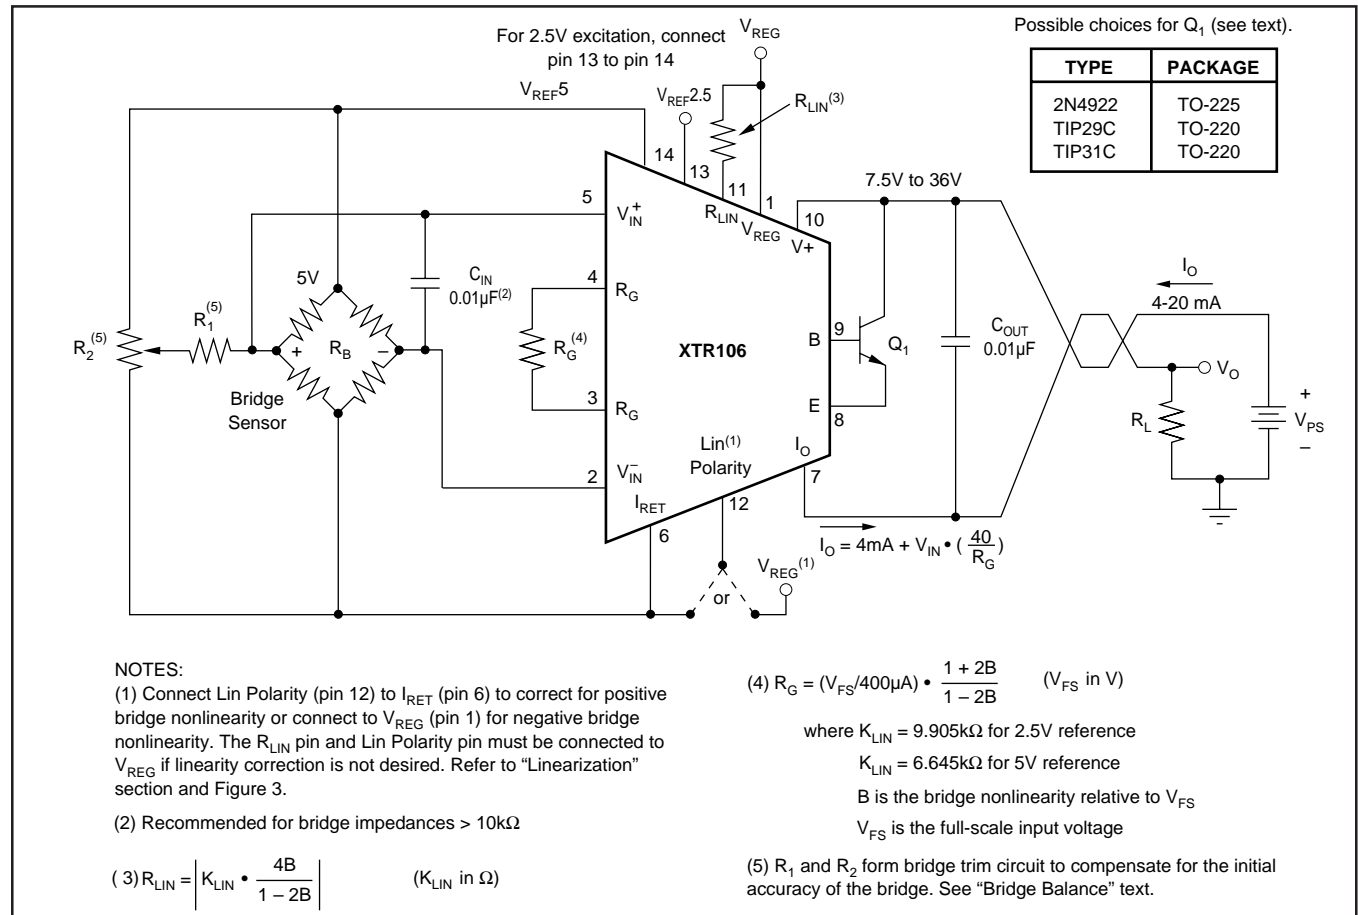 For 2.5V excitation, connect
pin 13 to pin 14
V_REG
Possible choices for Q_1 (see text).
TYPE PACKAGE
2N4922 TO-225
TIP29C TO-220
TIP31C TO-220
V_REF5
V_REF2.5
R_LIN^(3)
14
13
11
1
7.5V to 36V
5
V_IN^+
R_LIN
V_REG
10
V+
5V
C_IN
0.01µF^(2)
4
R_G
I_O
4-20 mA
R_2^(5)
R_1^(5)
+
R_B
–
R_G^(4)
XTR106
9
B
Q_1
C_OUT
0.01µF
V_O
Bridge
Sensor
3
R_G
E
8
R_L
+
V_PS
–
Lin^(1)
Polarity
I_O
7
2
V_IN^–
I_RET
12
6
I_O = 4mA + V_IN • ( 40 / R_G )
V_REG^(1)
or
NOTES:
(1) Connect Lin Polarity (pin 12) to I_RET (pin 6) to correct for positive
bridge nonlinearity or connect to V_REG (pin 1) for negative bridge
nonlinearity. The R_LIN pin and Lin Polarity pin must be connected to
V_REG if linearity correction is not desired. Refer to “Linearization”
section and Figure 3.
(2) Recommended for bridge impedances > 10kΩ
( 3) R_LIN = | K_LIN • 4B / 1 – 2B | (K_LIN in Ω)
(4) R_G = (V_FS/400µA) • 1 + 2B / 1 – 2B (V_FS in V)
where K_LIN = 9.905kΩ for 2.5V reference
K_LIN = 6.645kΩ for 5V reference
B is the bridge nonlinearity relative to V_FS
V_FS is the full-scale input voltage
(5) R_1 and R_2 form bridge trim circuit to compensate for the initial
accuracy of the bridge. See “Bridge Balance” text.